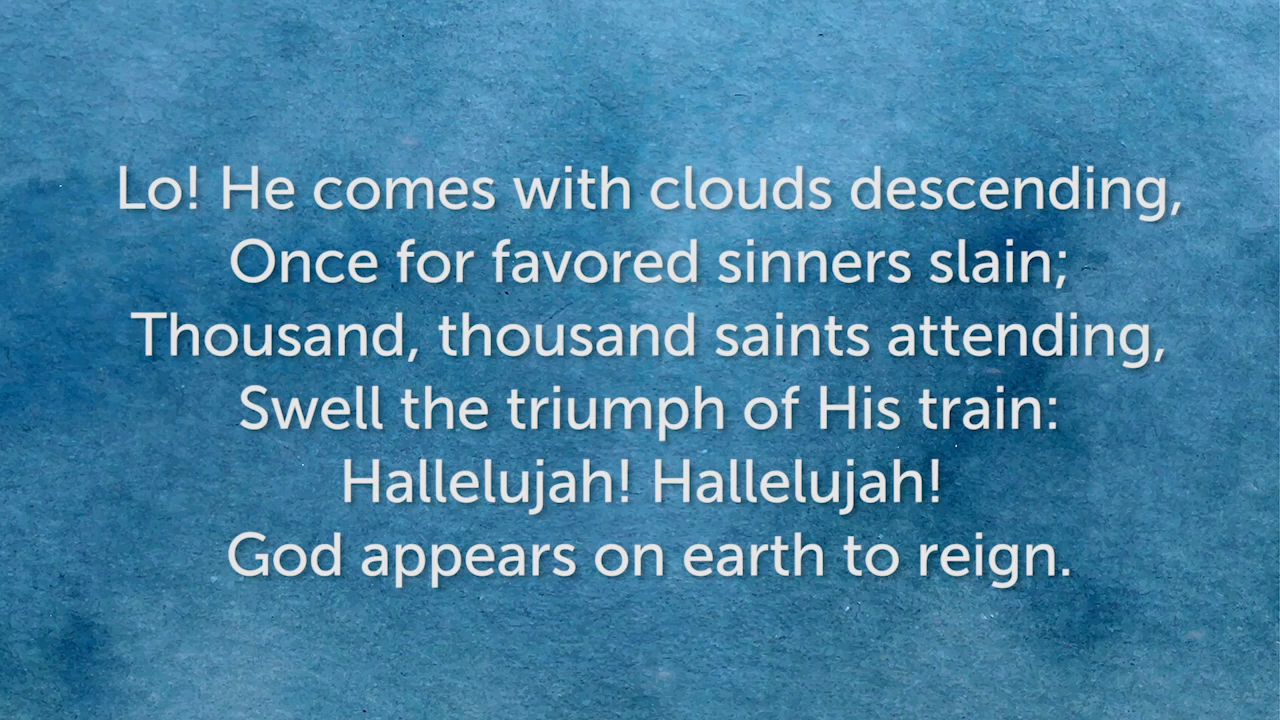 Lo! He comes with clouds descending,
Once for favored sinners slain;
Thousand, thousand saints attending,
Swell the triumph of His train:
Hallelujah! Hallelujah!
God appears on earth to reign.